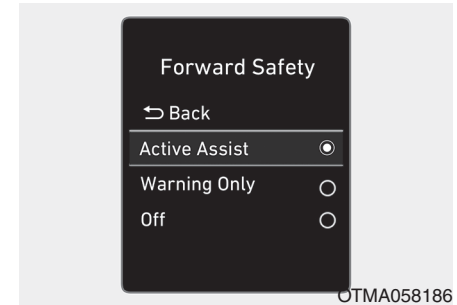 Forward Safety
Back
Active Assist
Warning Only
Off
OTMA058186